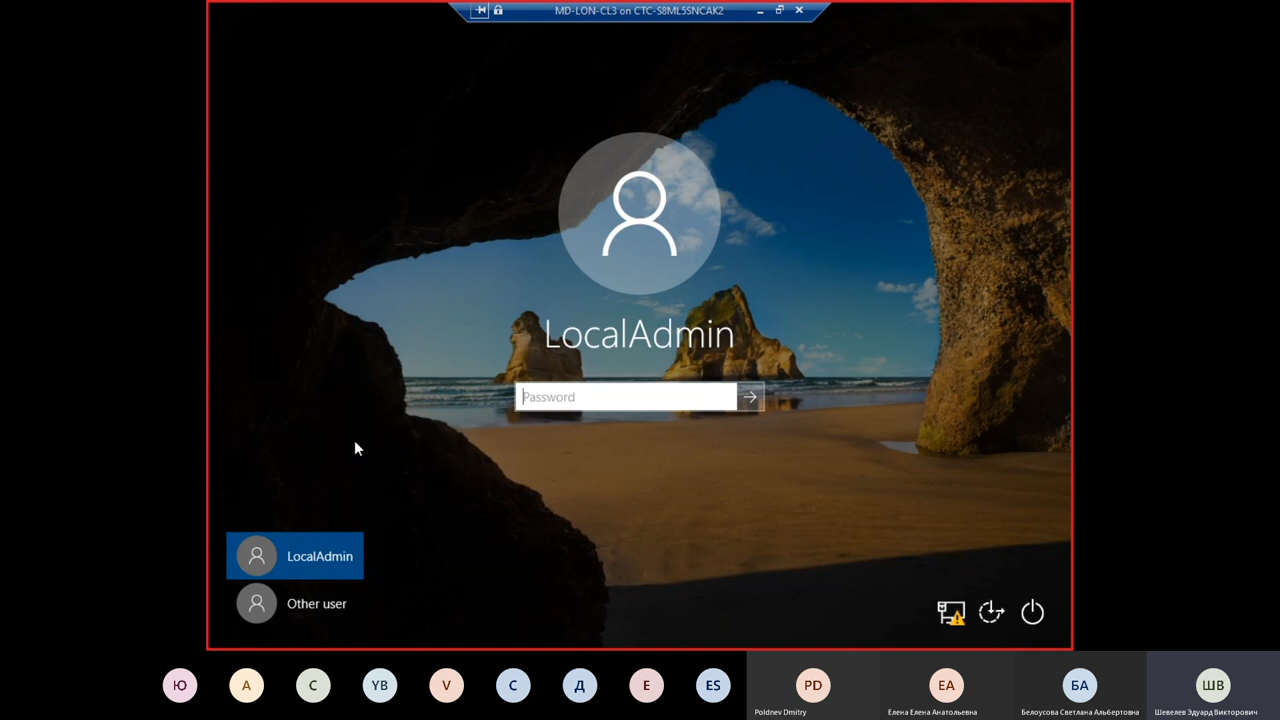 MD-LON-CL3 on CTC-S8ML5SNCAK2
LocalAdmin
Password
LocalAdmin
Other user
Ю
А
С
YB
V
С
Д
Е
ES
PD
EA
БА
ШВ
Poldnev Dmitry
Елена Елена Анатольевна
Белоусова Светлана Альбертовна
Шевелев Эдуард Викторович